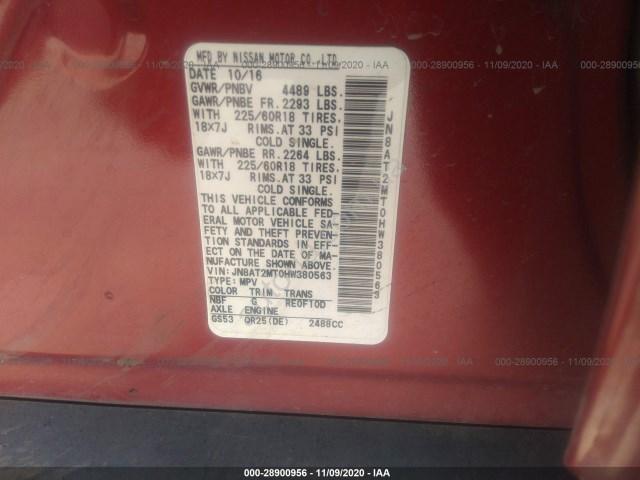 MFD BY NISSAN MOTOR CO.,LTD.
DATE 10/16
GVWR/PNBV 4489 LBS.
GAWR/PNBE FR. 2293 LBS.
WITH 225/60R18 TIRES.
18X7J RIMS.AT 33 PSI
COLD SINGLE.
GAWR/PNBE RR. 2264 LBS.
WITH 225/60R18 TIRES,
18X7J RIMS.AT 33 PSI
COLD SINGLE.
THIS VEHICLE CONFORMS
TO ALL APPLICABLE FED-
ERAL MOTOR VEHICLE SA-
FETY AND THEFT PREVEN-
TION STANDARDS IN EFF-
ECT ON THE DATE OF MA-
NUFACTURE SHOWN ABOVE.
VIN: JN8AT2MT0HW380563
TYPE: MPV
COLOR TRIM TRANS
NBF G RE0F10D
AXLE ENGINE
GS53 QR25(DE) 2488CC
JN8AT2MT0HW380563
000-28900956 - 11/09/2020 - IAA
000-28900956 - 11/09/2020 - IAA